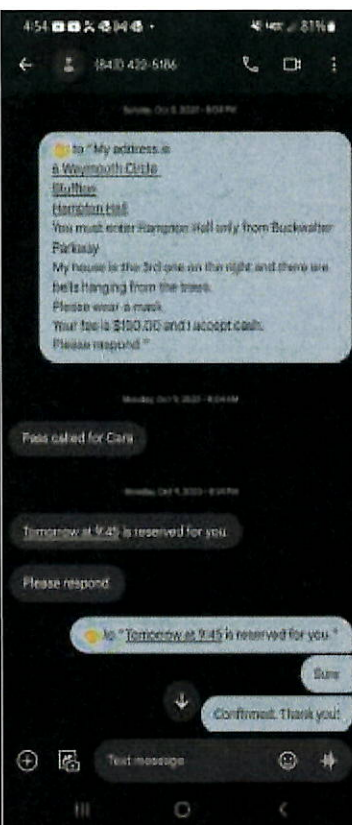 4:54
81%
(843) 422-5186
to "My address is
6 Waymouth Circle
Bluffton
Hampton Hall
You must enter Hampton Hall only from Buckwalter
Parkway
My house is the 3rd one on the right and there are
bells hanging from the trees.
Please wear a mask.
Your fee is $180.00 and I accept cash.
Please respond."
Pass called for Cara
Tomorrow at 9:45 is reserved for you.
Please respond
to "Tomorrow at 9:45 is reserved for you."
Sure
Confirmed. Thank you!
Text message